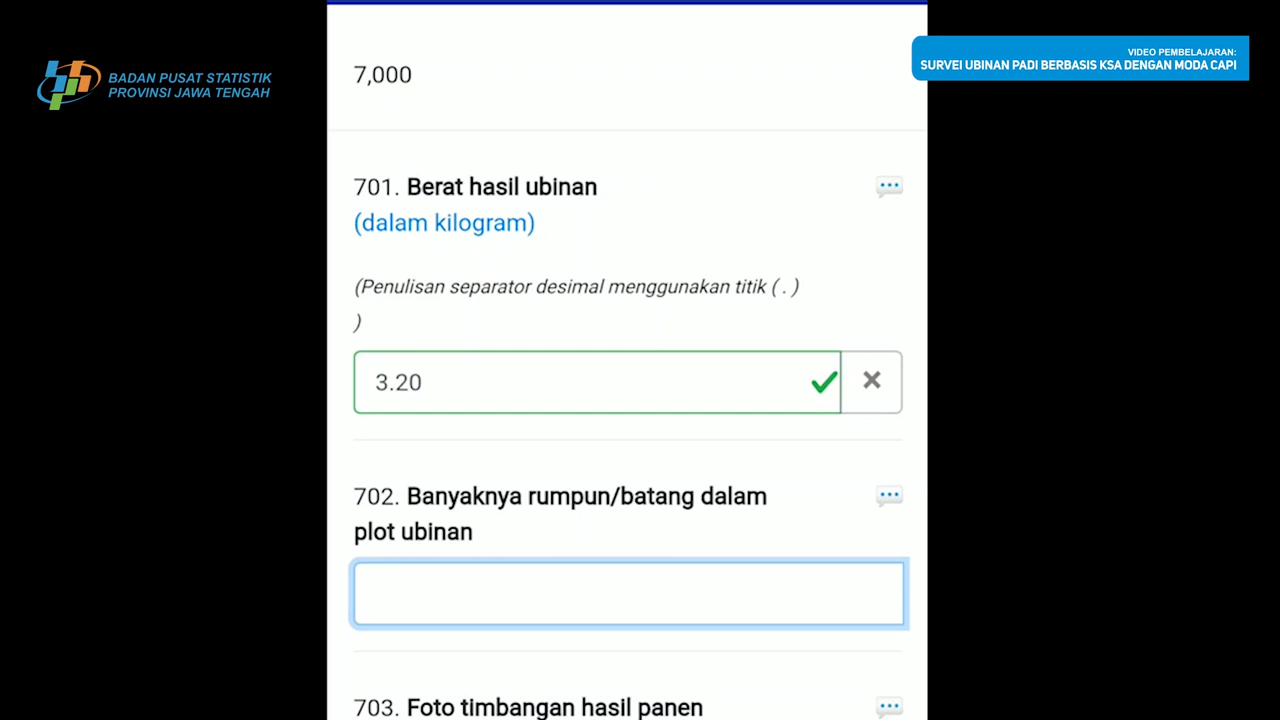 BADAN PUSAT STATISTIK
PROVINSI JAWA TENGAH
VIDEO PEMBELAJARAN:
SURVEI UBINAN PADI BERBASIS KSA DENGAN MODA CAPI
7,000
701. Berat hasil ubinan
(dalam kilogram)
(Penulisan separator desimal menggunakan titik ( . )
)
3.20
702. Banyaknya rumpun/batang dalam
plot ubinan
703. Foto timbangan hasil panen